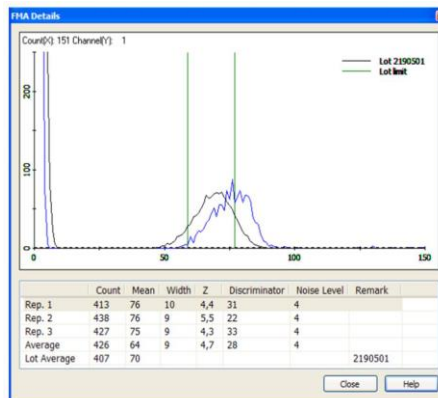 FMA Details
Count(X): 151 Channel(Y): 1
Lot 2190501
Lot limit
200
100
0
0 50 100 150
Count Mean Width Z Discriminator Noise Level Remark
Rep. 1 413 76 10 4,4 31 4
Rep. 2 438 76 9 5,5 22 4
Rep. 3 427 75 9 4,3 33 4
Average 426 64 9 4,7 28 4
Lot Average 407 70 2190501
Close Help